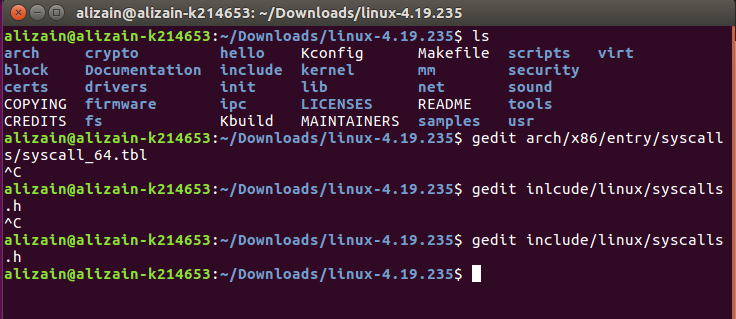 alizain@alizain-k214653: ~/Downloads/linux-4.19.235
alizain@alizain-k214653:~/Downloads/linux-4.19.235$ ls
arch crypto hello Kconfig Makefile scripts virt
block Documentation include kernel mm security
certs drivers init lib net sound
COPYING firmware ipc LICENSES README tools
CREDITS fs Kbuild MAINTAINERS samples usr
alizain@alizain-k214653:~/Downloads/linux-4.19.235$ gedit arch/x86/entry/syscall
s/syscall_64.tbl
^C
alizain@alizain-k214653:~/Downloads/linux-4.19.235$ gedit inlcude/linux/syscalls
.h
^C
alizain@alizain-k214653:~/Downloads/linux-4.19.235$ gedit include/linux/syscalls
.h
alizain@alizain-k214653:~/Downloads/linux-4.19.235$